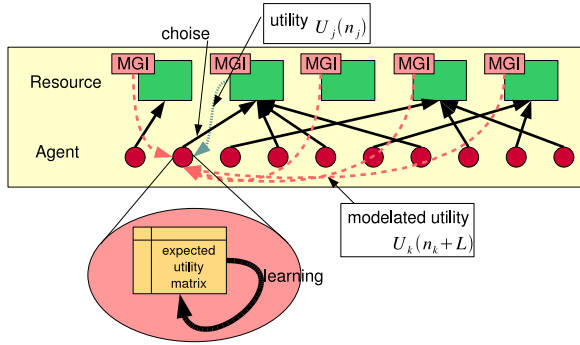 choise
utility U_j(n_j)
MGI MGI MGI MGI MGI
Resource
Agent
modelated utility
U_k(n_k+L)
expected
utility
matrix
learning